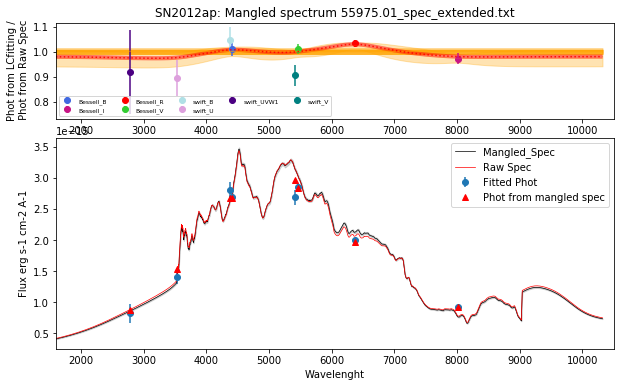 SN2012ap: Mangled spectrum 55975.01_spec_extended.txt
Phot from LCfitting /
Phot from Raw Spec
1.1
1.0
0.9
0.8
Bessell_B
Bessell_I
Bessell_R
Bessell_V
swift_B
swift_U
swift_UVW1
swift_V
2000 3000 4000 5000 6000 7000 8000 9000 10000
Flux erg s-1 cm-2 A-1
3.5
3.0
2.5
2.0
1.5
1.0
0.5
Mangled_Spec
Raw Spec
Fitted Phot
Phot from mangled spec
2000 3000 4000 5000 6000 7000 8000 9000 10000
Wavelenght